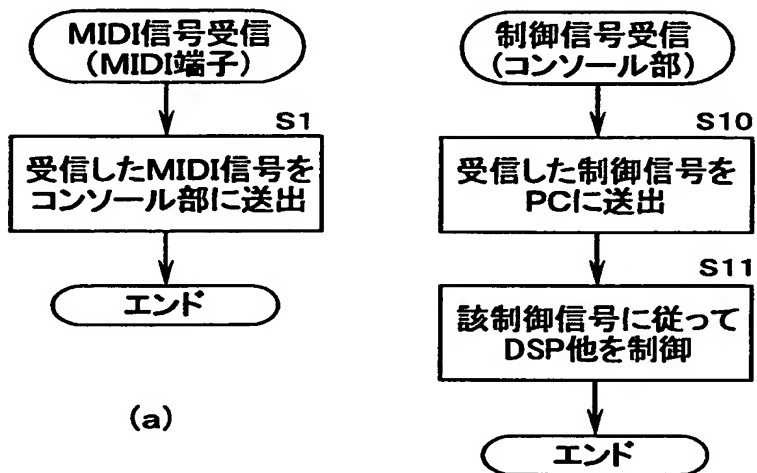 MIDI信号受信
(MIDI端子)
S1
受信したMIDI信号を
コンソール部に送出
エンド
(a)
制御信号受信
(コンソール部)
S10
受信した制御信号を
PCに送出
S11
該制御信号に従って
DSP他を制御
エンド